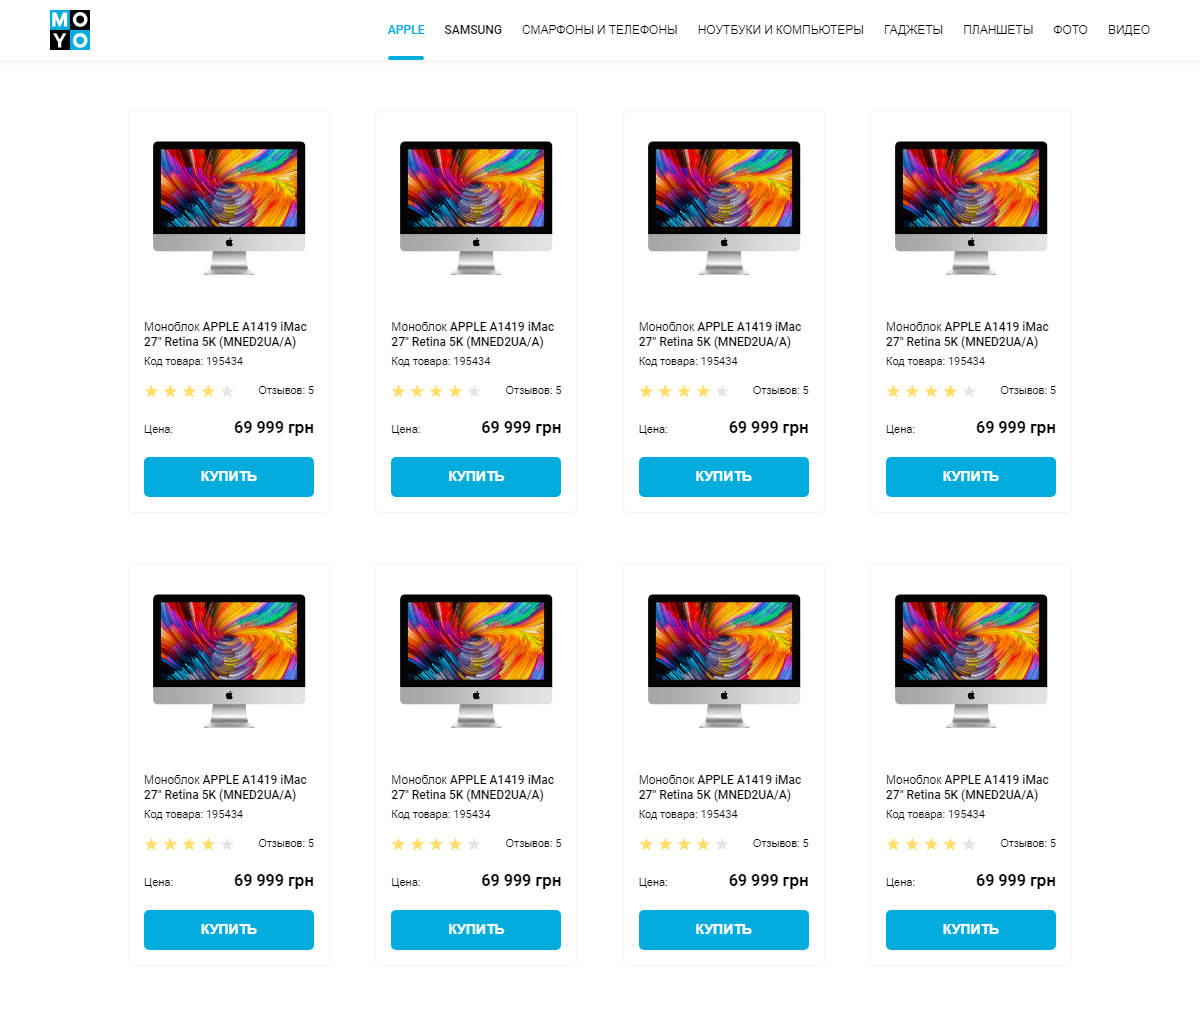 MO
YO
APPLE SAMSUNG СМАРФОНЫ И ТЕЛЕФОНЫ НОУТБУКИ И КОМПЬЮТЕРЫ ГАДЖЕТЫ ПЛАНШЕТЫ ФОТО ВИДЕО
Моноблок APPLE A1419 iMac
27" Retina 5K (MNED2UA/A)
Код товара: 195434
Отзывов: 5
Цена: 69 999 грн
КУПИТЬ
Моноблок APPLE A1419 iMac
27" Retina 5K (MNED2UA/A)
Код товара: 195434
Отзывов: 5
Цена: 69 999 грн
КУПИТЬ
Моноблок APPLE A1419 iMac
27" Retina 5K (MNED2UA/A)
Код товара: 195434
Отзывов: 5
Цена: 69 999 грн
КУПИТЬ
Моноблок APPLE A1419 iMac
27" Retina 5K (MNED2UA/A)
Код товара: 195434
Отзывов: 5
Цена: 69 999 грн
КУПИТЬ
Моноблок APPLE A1419 iMac
27" Retina 5K (MNED2UA/A)
Код товара: 195434
Отзывов: 5
Цена: 69 999 грн
КУПИТЬ
Моноблок APPLE A1419 iMac
27" Retina 5K (MNED2UA/A)
Код товара: 195434
Отзывов: 5
Цена: 69 999 грн
КУПИТЬ
Моноблок APPLE A1419 iMac
27" Retina 5K (MNED2UA/A)
Код товара: 195434
Отзывов: 5
Цена: 69 999 грн
КУПИТЬ
Моноблок APPLE A1419 iMac
27" Retina 5K (MNED2UA/A)
Код товара: 195434
Отзывов: 5
Цена: 69 999 грн
КУПИТЬ